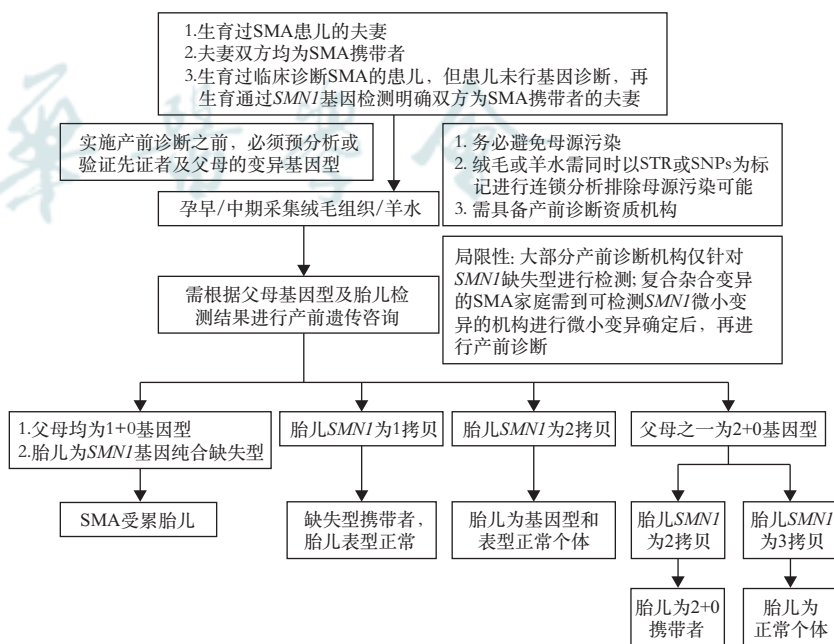 1.生育过SMA患儿的夫妻
2.夫妻双方均为SMA携带者
3.生育过临床诊断SMA的患儿，但患儿未行基因诊断，再
生育通过SMN1基因检测明确双方为SMA携带者的夫妻
实施产前诊断之前，必须预分析或
验证先证者及父母的变异基因型
1. 务必避免母源污染
2. 绒毛或羊水需同时以STR或SNPs为标
记进行连锁分析排除母源污染可能
3. 需具备产前诊断资质机构
孕早/中期采集绒毛组织/羊水
局限性: 大部分产前诊断机构仅针对
SMN1缺失型进行检测; 复合杂合变异
的SMA家庭需到可检测SMN1微小变
异的机构进行微小变异确定后，再进
行产前诊断
需根据父母基因型及胎儿检
测结果进行产前遗传咨询
1.父母均为1+0基因型
2.胎儿为SMN1基因纯合缺失型
胎儿SMN1为1拷贝
胎儿SMN1为2拷贝
父母之一为2+0基因型
SMA受累胎儿
缺失型携带者，
胎儿表型正常
胎儿为基因型和
表型正常个体
胎儿SMN1
为2拷贝
胎儿SMN1
为3拷贝
胎儿为2+0
携带者
胎儿为
正常个体